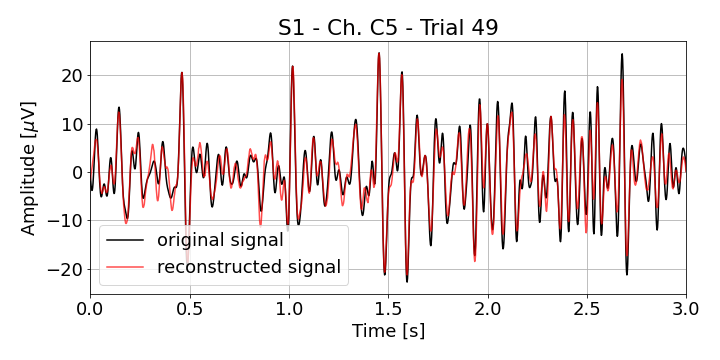 S1 - Ch. C5 - Trial 49
Amplitude [μV]
20
10
0
−10
−20
original signal
reconstructed signal
0.0 0.5 1.0 1.5 2.0 2.5 3.0
Time [s]